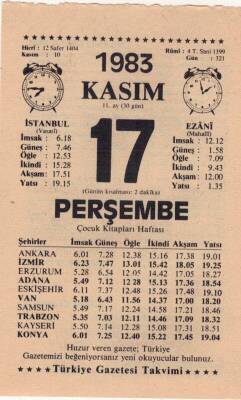 Hicrî : 12 Safer 1404
Kasım : 10
1983
KASIM
11. ay (30 gün)
Rûmî : 4 T. Sani 1399
Gün : 321
İSTANBUL
(Vasatî)
İmsak : 6.18
Güneş : 7.46
Öğle : 12.53
İkindi : 15.28
Akşam : 17.51
Yatsı : 19.15
17
(Günün kısalması: 2 dakika)
EZÂNÎ
(Mahallî)
İmsak : 12.12
Güneş : 1.58
Öğle : 7.09
İkindi : 9.43
Akşam : 12.00
Yatsı : 1.35
PERŞEMBE
Çocuk Kitapları Haftası
Şehirler İmsak Güneş Öğle İkindi Akşam Yatsı
ANKARA 6.01 7.28 12.38 15.16 17.38 19.01
İZMİR 6.23 7.47 13.01 15.42 18.05 19.25
ERZURUM 5.28 6.54 12.05 14.42 17.05 18.27
ADANA 5.49 7.12 12.28 15.13 17.36 18.54
ESKİŞEHİR 6.11 7.37 12.48 15.26 17.48 19.10
VAN 5.18 6.43 11.56 14.37 17.00 18.20
SAMSUN 5.49 7.17 12.24 14.58 17.21 18.46
TRABZON 5.35 7.03 12.11 14.46 17.09 18.32
KAYSERİ 5.50 7.14 12.28 15.08 17.31 18.51
KONYA 6.01 7.25 12.40 15.22 17.45 19.04
Huzur veren gazete; Türkiye
Gazetemizi beğeniyorsanız yeni okuyucular bulunuz.
★ Türkiye Gazetesi Takvimi ★